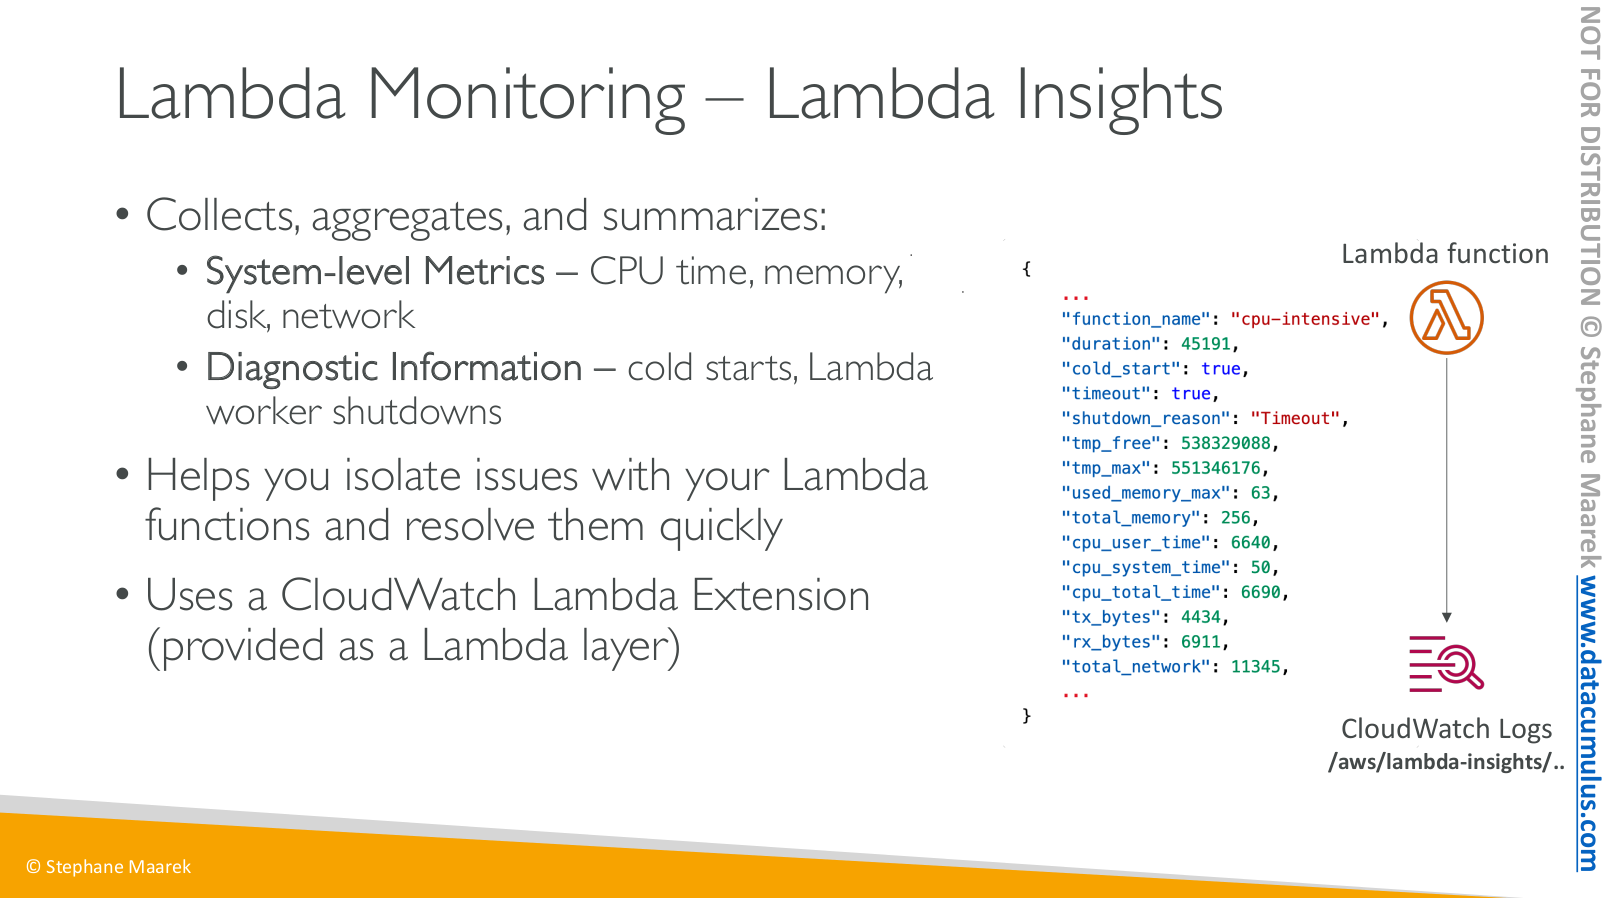 Lambda Monitoring – Lambda Insights
• Collects, aggregates, and summarizes:
• System-level Metrics – CPU time, memory,
disk, network
• Diagnostic Information – cold starts, Lambda
worker shutdowns
• Helps you isolate issues with your Lambda
functions and resolve them quickly
• Uses a CloudWatch Lambda Extension
(provided as a Lambda layer)
{
...
"function_name": "cpu-intensive",
"duration": 45191,
"cold_start": true,
"timeout": true,
"shutdown_reason": "Timeout",
"tmp_free": 538329088,
"tmp_max": 551346176,
"used_memory_max": 63,
"total_memory": 256,
"cpu_user_time": 6640,
"cpu_system_time": 50,
"cpu_total_time": 6690,
"tx_bytes": 4434,
"rx_bytes": 6911,
"total_network": 11345,
...
}
Lambda function
CloudWatch Logs
/aws/lambda-insights/..
NOT FOR DISTRIBUTION © Stephane Maarek www.datacumulus.com
© Stephane Maarek